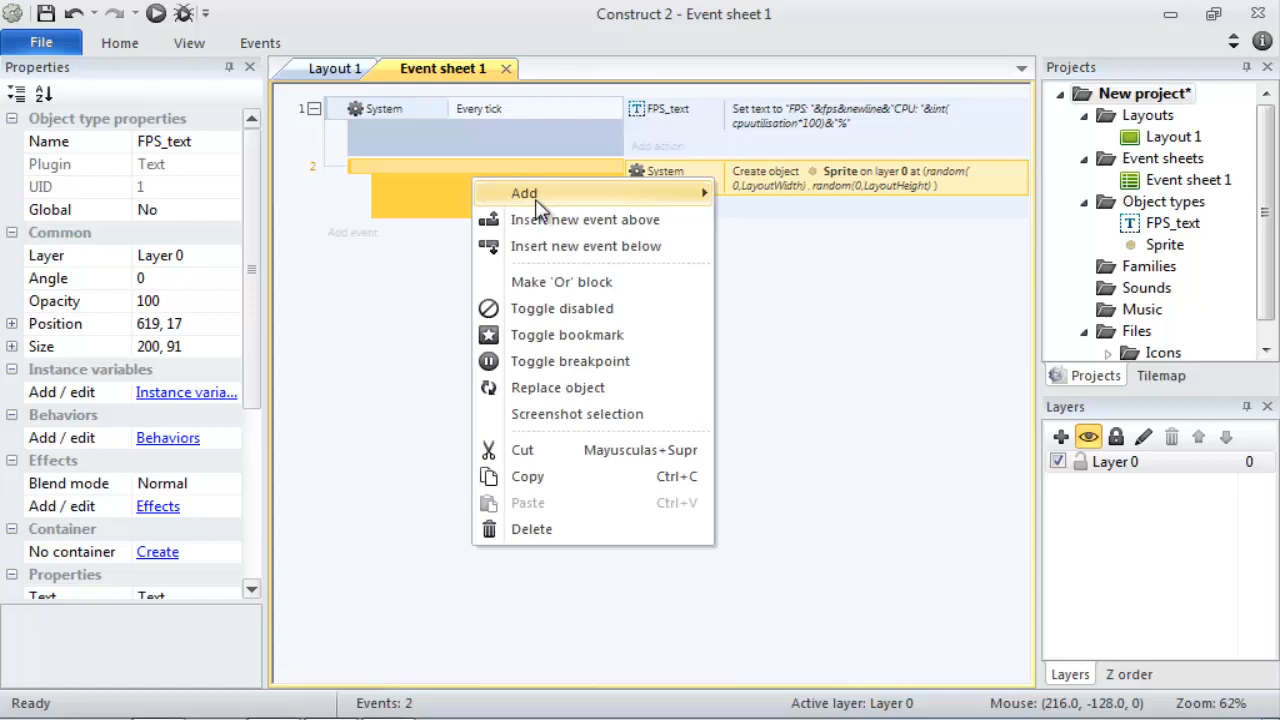 Construct 2 - Event sheet 1
File
Home
View
Events
Properties
Object type properties
Name FPS_text
Plugin Text
UID 1
Global No
Common
Layer Layer 0
Angle 0
Opacity 100
Position 619, 17
Size 200, 91
Instance variables
Add / edit Instance varia...
Behaviors
Add / edit Behaviors
Effects
Blend mode Normal
Add / edit Effects
Container
No container Create
Properties
Text Text
Layout 1
Event sheet 1
1 System Every tick
T FPS_text
Set text to "FPS: "&fps&newline&"CPU: "&int(
cpuutilisation*100)&"%"
Add action
2
System
Create object Sprite on layer 0 at (random(
0,LayoutWidth) , random(0,LayoutHeight) )
Add event
Add
Insert new event above
Insert new event below
Make 'Or' block
Toggle disabled
Toggle bookmark
Toggle breakpoint
Replace object
Screenshot selection
Cut Mayusculas+Supr
Copy Ctrl+C
Paste Ctrl+V
Delete
Projects
New project*
Layouts
Layout 1
Event sheets
Event sheet 1
Object types
T FPS_text
Sprite
Families
Sounds
Music
Files
Icons
Projects
Tilemap
Layers
Layer 0 0
Layers
Z order
Ready
Events: 2
Active layer: Layer 0
Mouse: (216.0, -128.0, 0)
Zoom: 62%